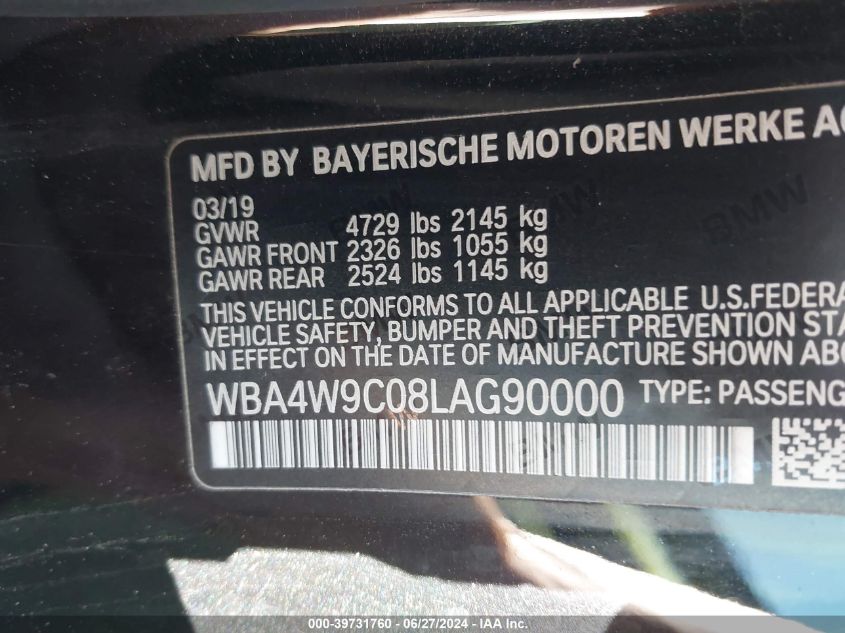 MFD BY BAYERISCHE MOTOREN WERKE AG
03/19
GVWR 4729 lbs 2145 kg
GAWR FRONT 2326 lbs 1055 kg
GAWR REAR 2524 lbs 1145 kg
THIS VEHICLE CONFORMS TO ALL APPLICABLE U.S.FEDERA
VEHICLE SAFETY, BUMPER AND THEFT PREVENTION STA
IN EFFECT ON THE DATE OF MANUFACTURE SHOWN ABO
WBA4W9C08LAG90000 TYPE: PASSENG
BMW
000-39731760 - 06/27/2024 - IAA Inc.